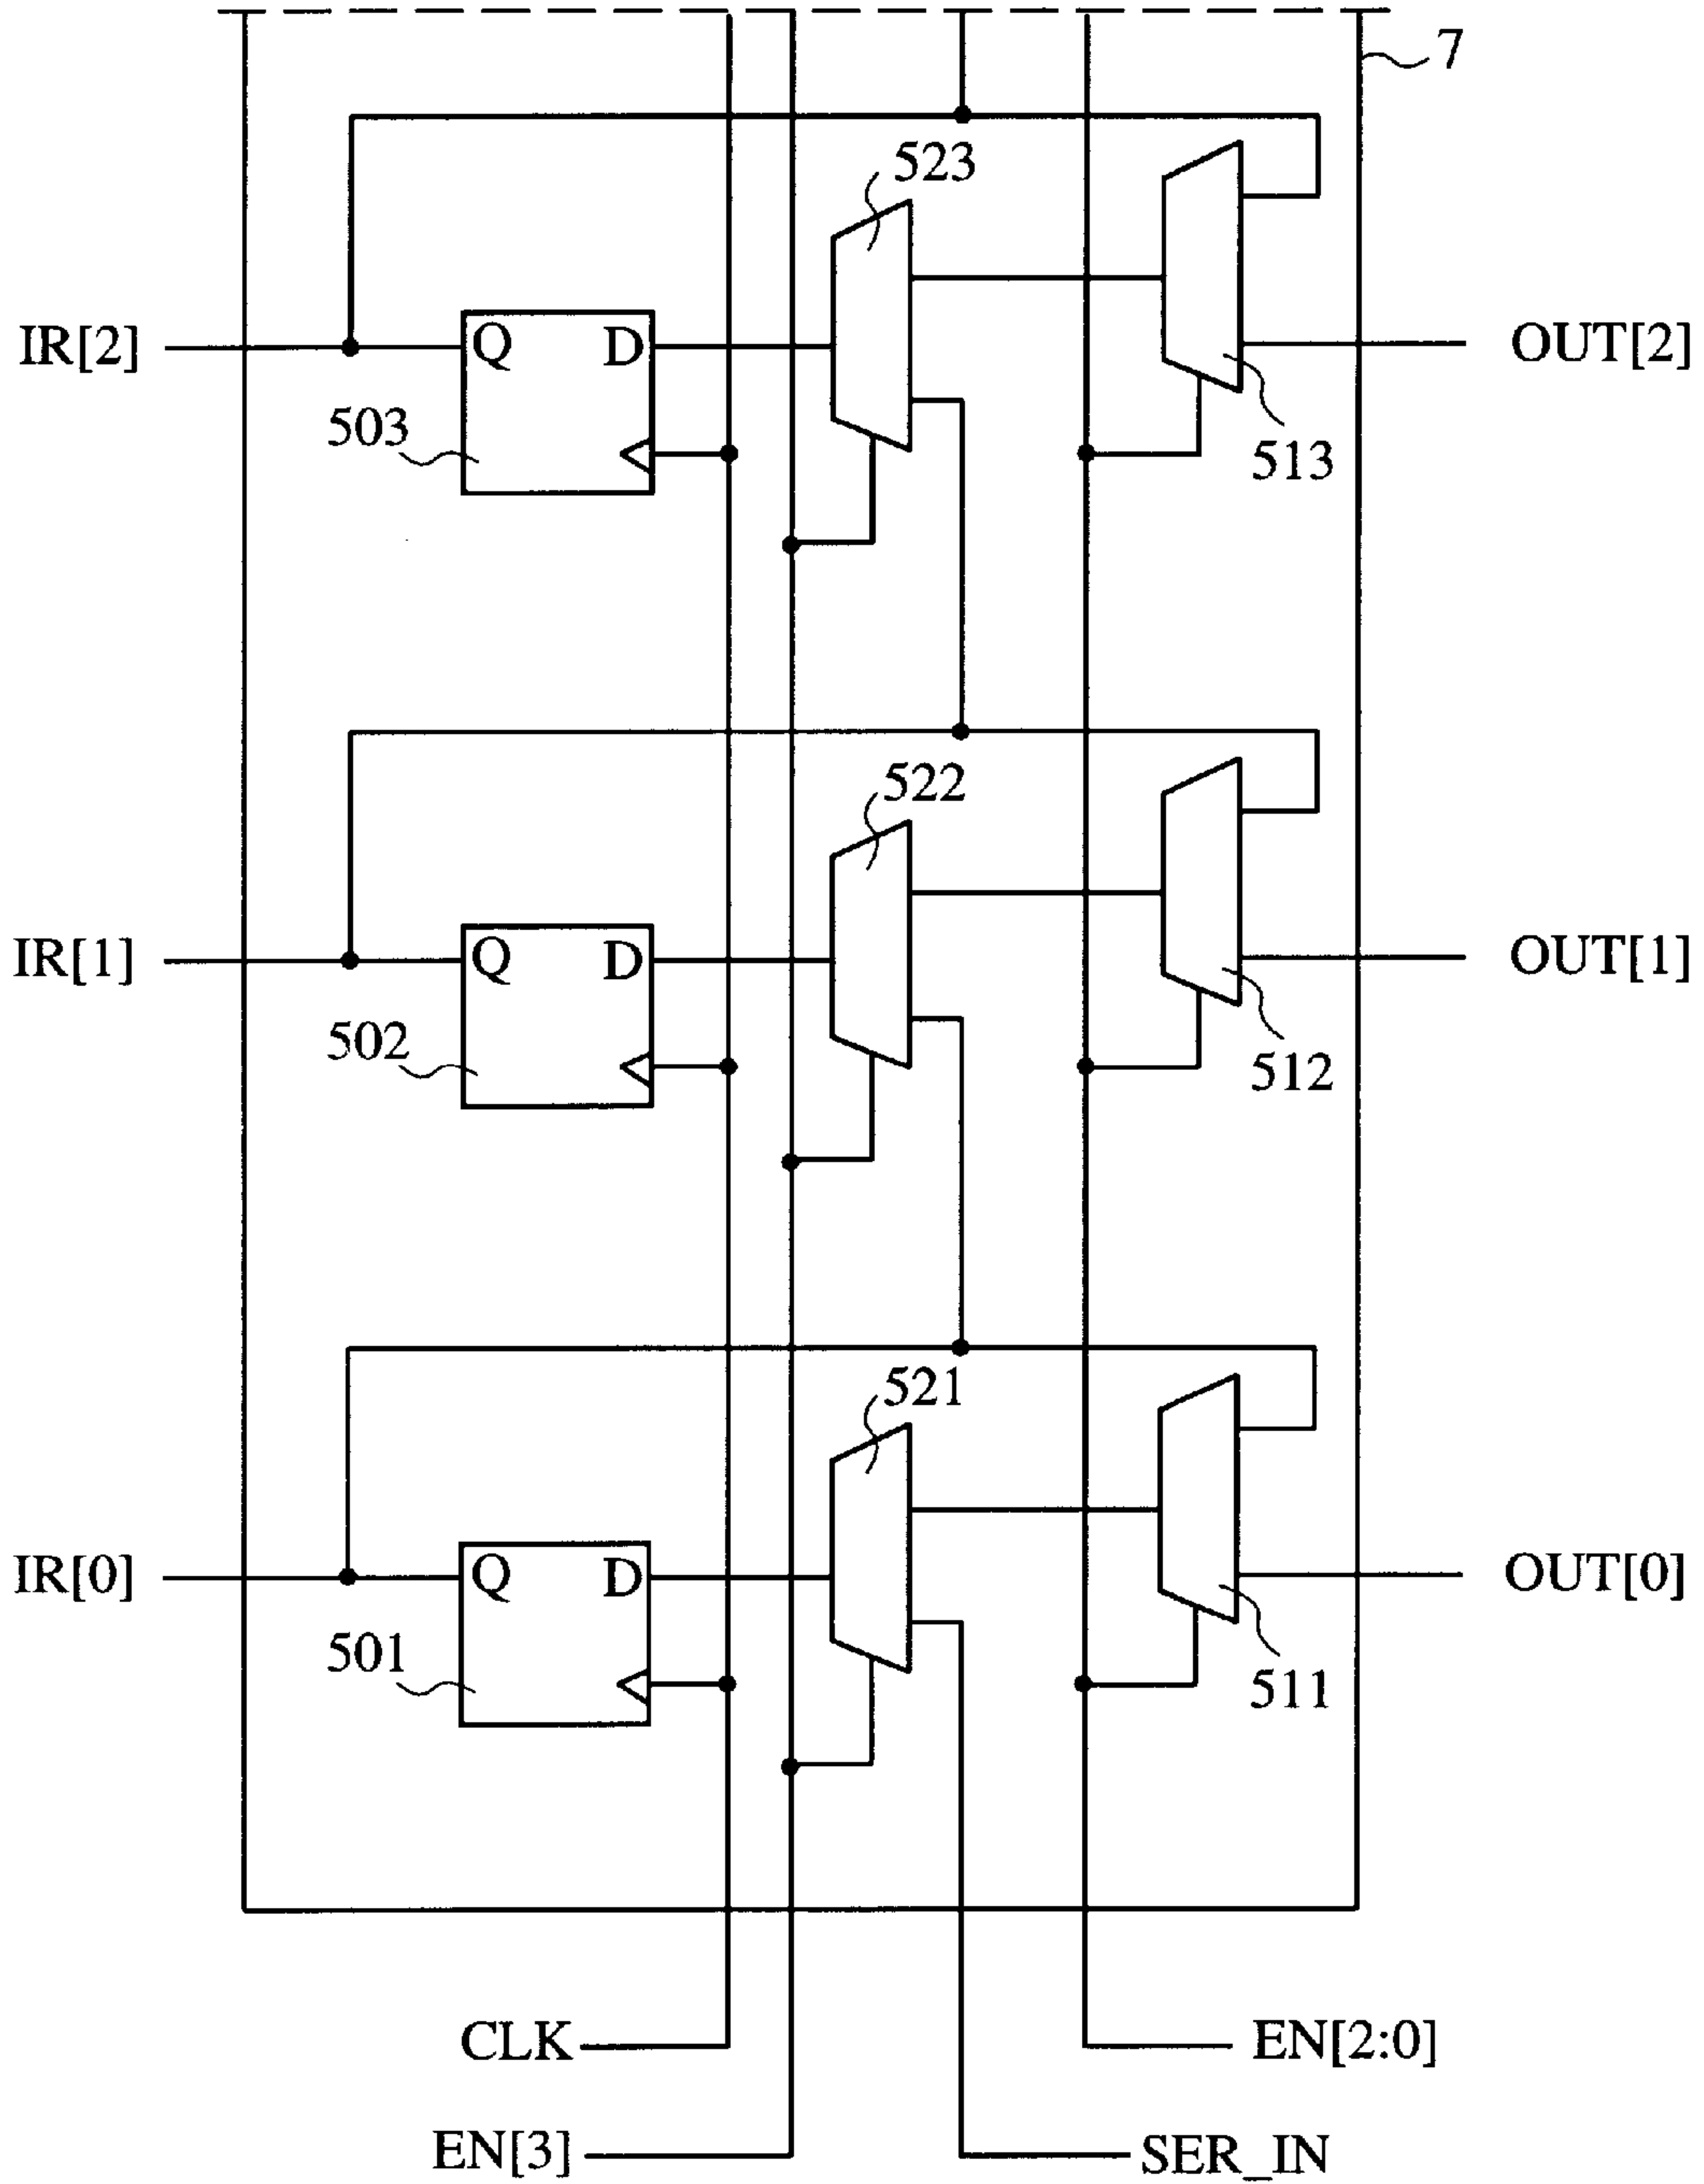 7
523
IR[2]
Q
D
OUT[2]
503
513
522
IR[1]
Q
D
OUT[1]
502
512
521
IR[0]
Q
D
OUT[0]
501
511
CLK
EN[2:0]
EN[3]
SER_IN